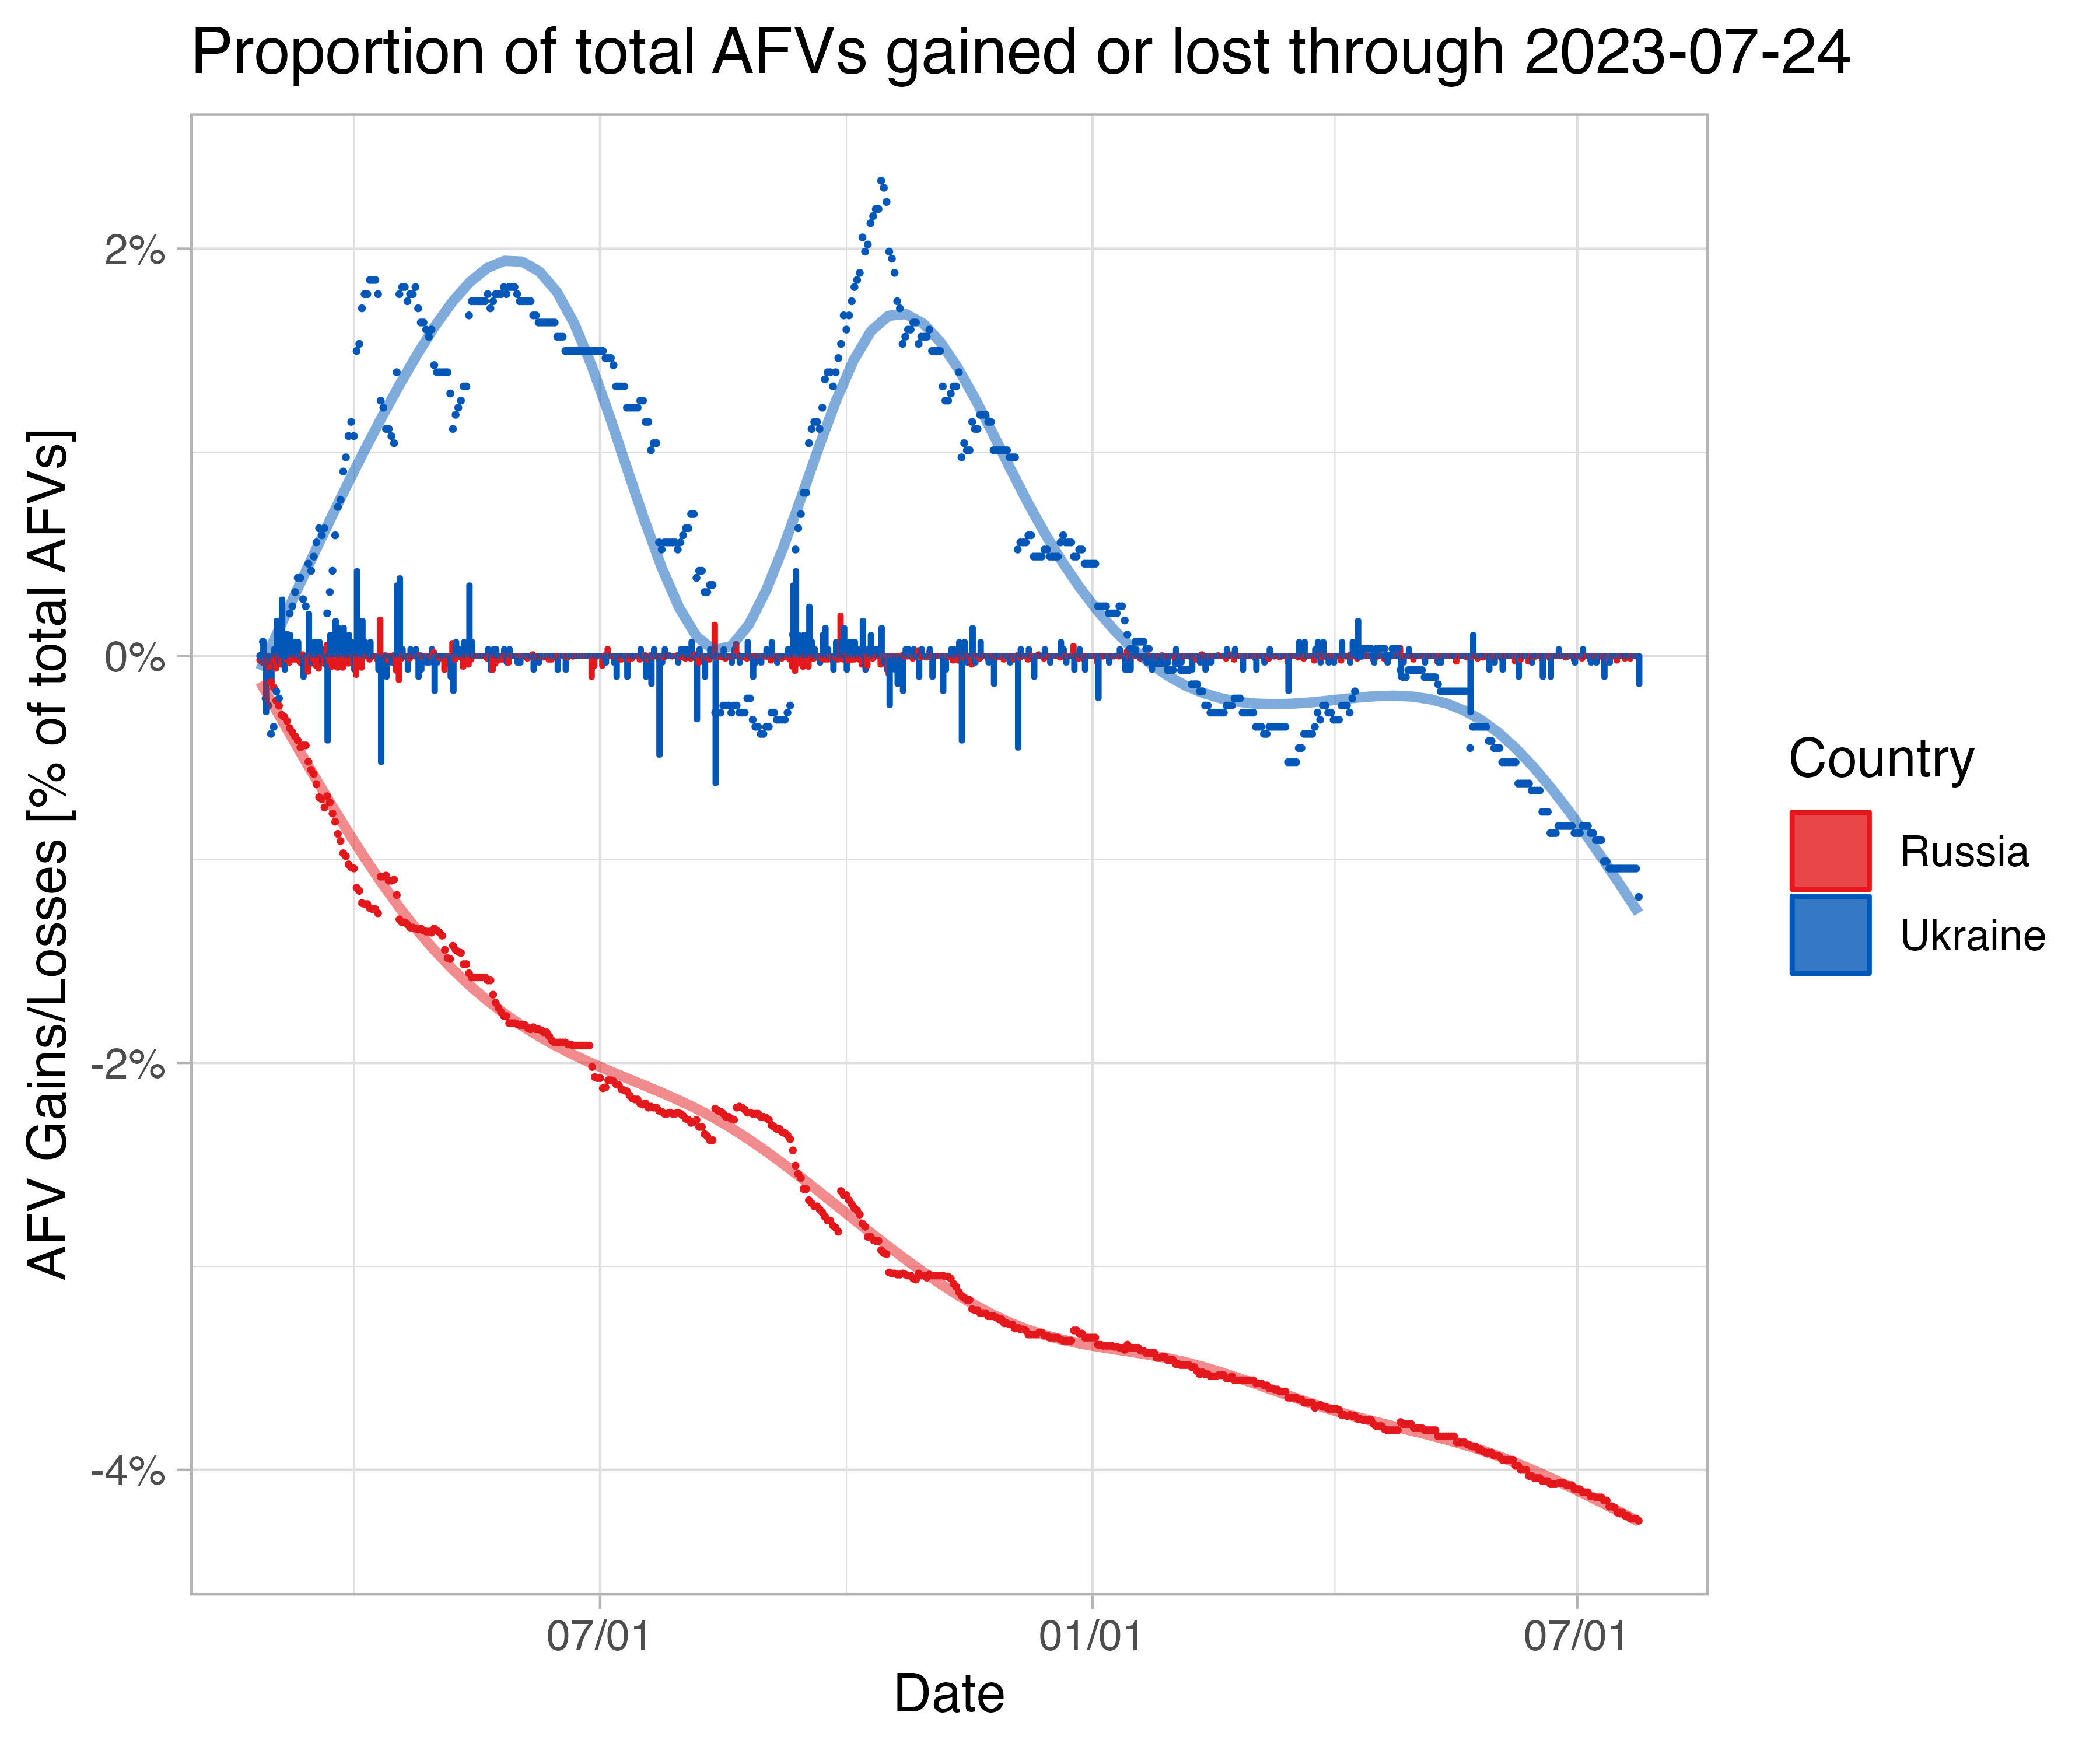 Proportion of total AFVs gained or lost through 2023-07-24
AFV Gains/Losses [% of total AFVs]
2%
0%
-2%
-4%
07/01
01/01
07/01
Date
Country
Russia
Ukraine